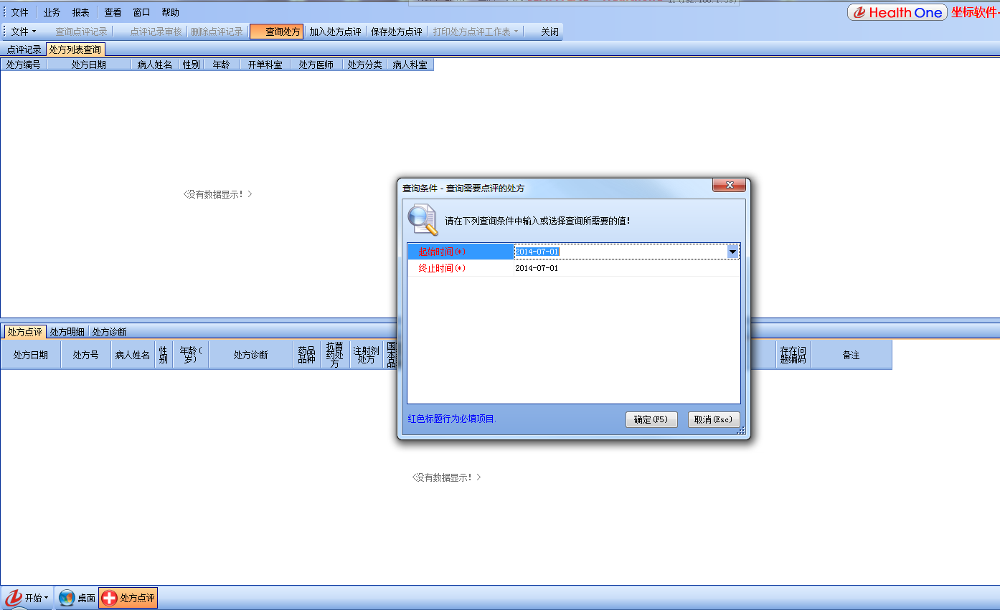 文件 业务 报表 查看 窗口 帮助
Health One 坐标软件
文件 查询点评记录 点评记录审核 删除点评记录 查询处方 加入处方点评 保存处方点评 打印处方点评工作表 关闭
点评记录 处方列表查询
处方编号 处方日期 病人姓名 性别 年龄 开单科室 处方医师 处方分类 病人科室
<没有数据显示! >
查询条件 - 查询需要点评的处方
请在下列查询条件中输入或选择查询所需要的值!
起始时间(*) 2014-07-01
终止时间(*) 2014-07-01
红色标题行为必填项目.
确定(F5) 取消(Esc)
处方点评 处方明细 处方诊断
处方日期 处方号 病人姓名 性别 年龄(岁) 处方诊断 药品品种 抗菌药处方 注射剂处方 存在问题编码 备注
<没有数据显示! >
开始 桌面 处方点评